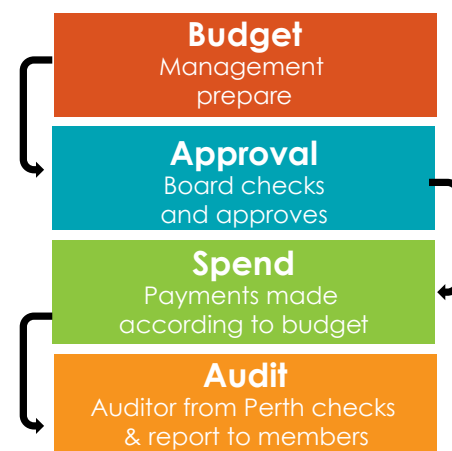 Budget
Management
prepare
Approval
Board checks
and approves
Spend
Payments made
according to budget
Audit
Auditor from Perth checks
& report to members